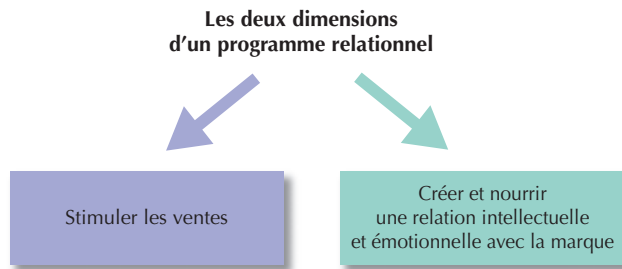 Les deux dimensions
d'un programme relationnel
Stimuler les ventes
Créer et nourrir
une relation intellectuelle
et émotionnelle avec la marque